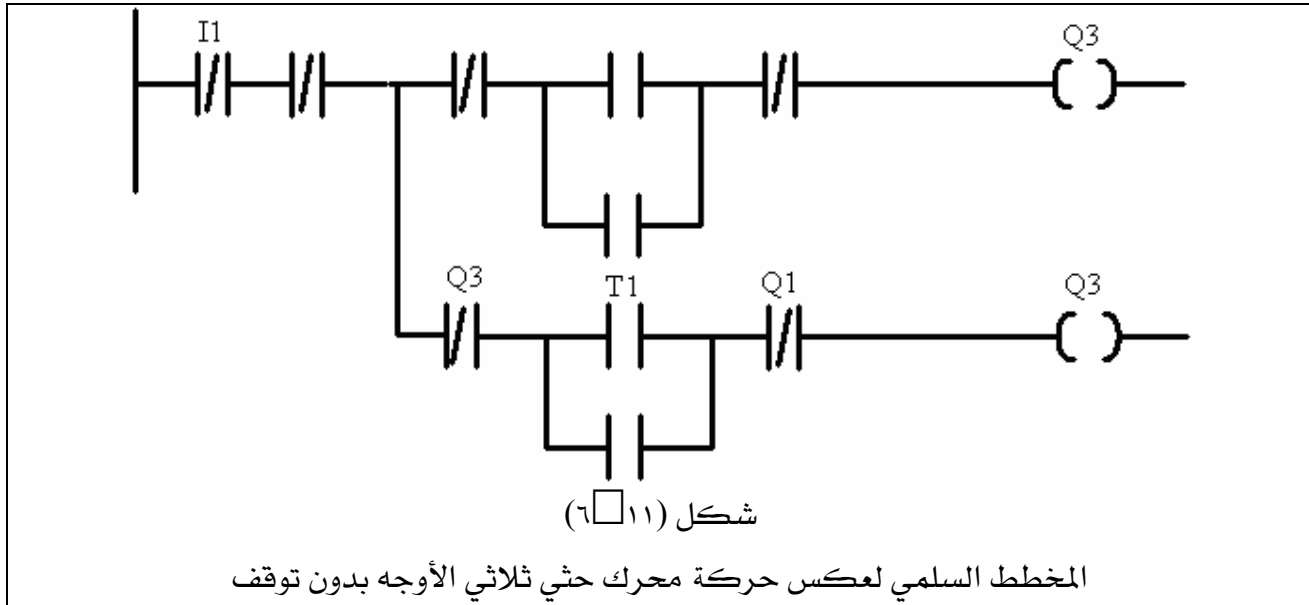 I1
Q3
Q3 T1 Q1 Q3
شكل (١١□٦)
المخطط السلمي لعكس حركة محرك حثي ثلاثي الأوجه بدون توقف